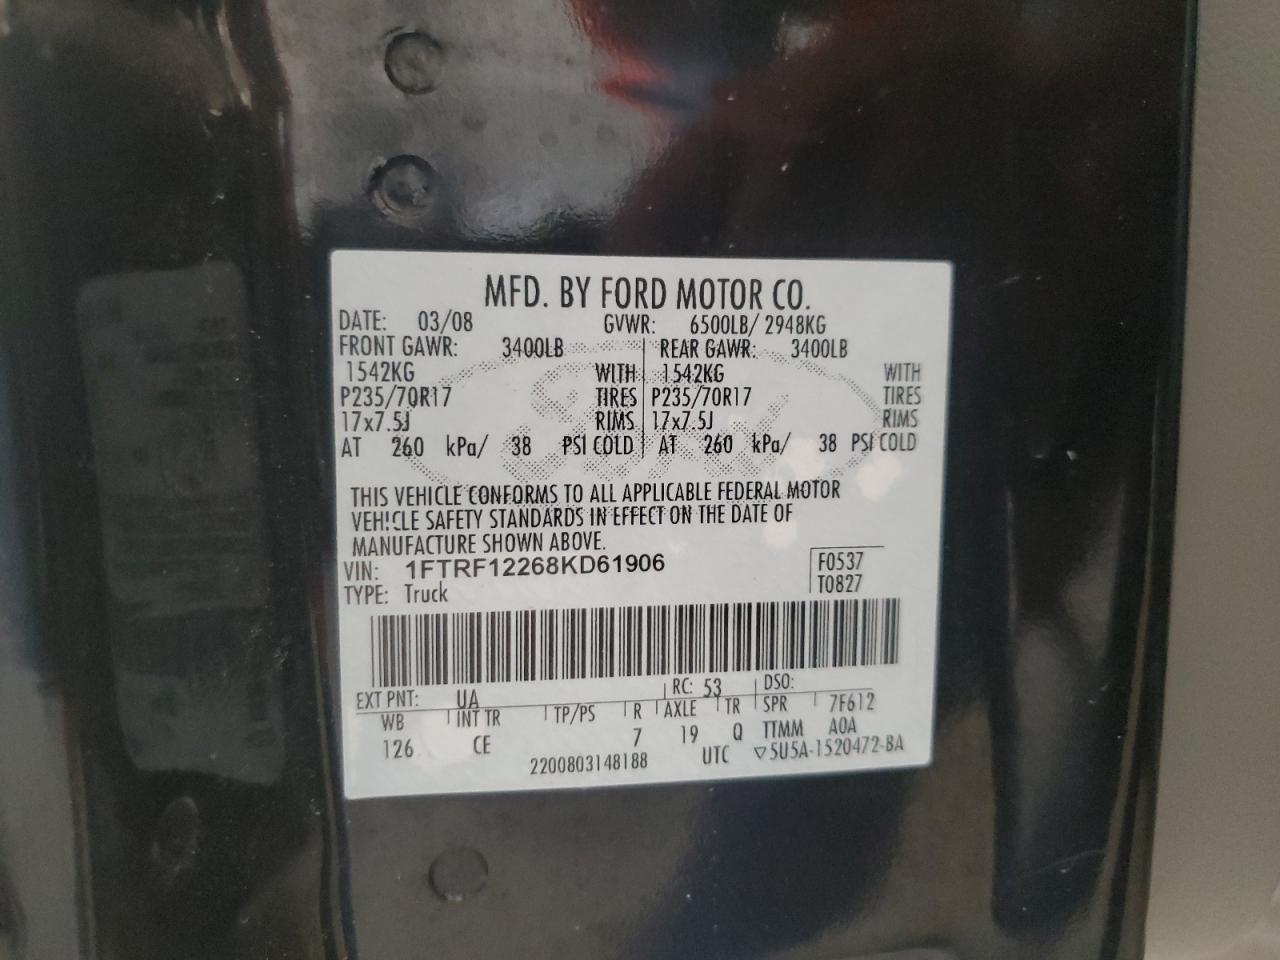 MFD. BY FORD MOTOR CO.
DATE: 03/08 GVWR: 6500LB/ 2948KG
FRONT GAWR: 3400LB REAR GAWR: 3400LB
1542KG WITH 1542KG WITH
P235/70R17 TIRES P235/70R17 TIRES
17x7.5J RIMS 17x7.5J RIMS
AT 260 kPa/ 38 PSI COLD AT 260 kPa/ 38 PSI COLD
THIS VEHICLE CONFORMS TO ALL APPLICABLE FEDERAL MOTOR
VEHICLE SAFETY STANDARDS IN EFFECT ON THE DATE OF
MANUFACTURE SHOWN ABOVE.
VIN: 1FTRF12268KD61906 F0537
TYPE: Truck T0827
EXT PNT: UA RC: 53 DSO:
WB INT TR TP/PS R AXLE TR SPR 7F612
126 CE 7 19 Q TTMM A0A
2200803148188 UTC ▽5U5A-1520472-BA